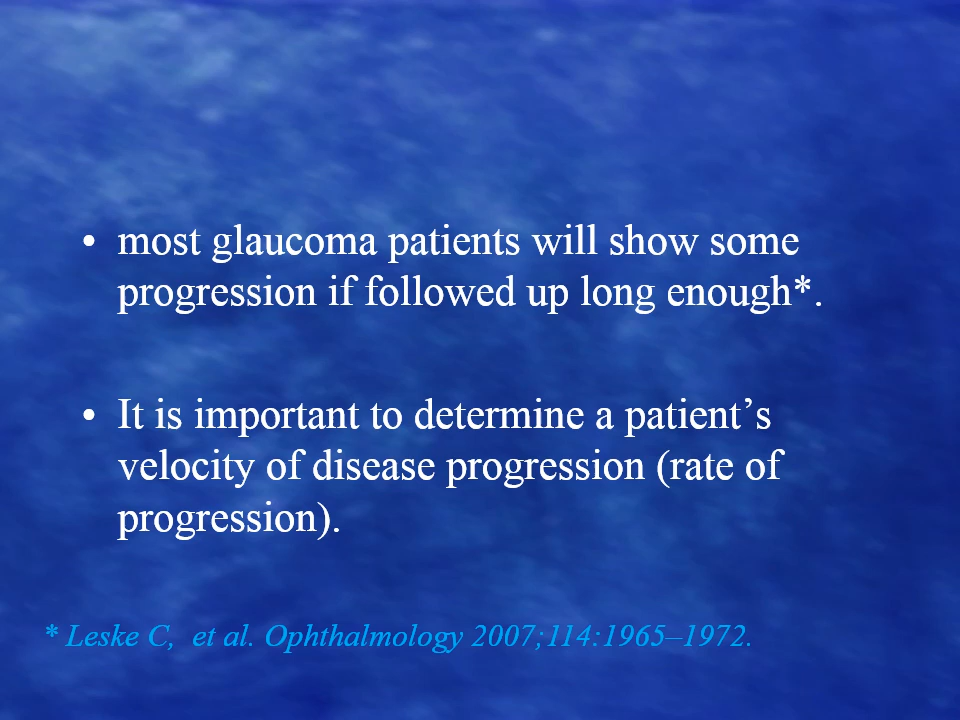 • most glaucoma patients will show some
progression if followed up long enough*.
• It is important to determine a patient’s
velocity of disease progression (rate of
progression).
* Leske C,  et al. Ophthalmology 2007;114:1965–1972.